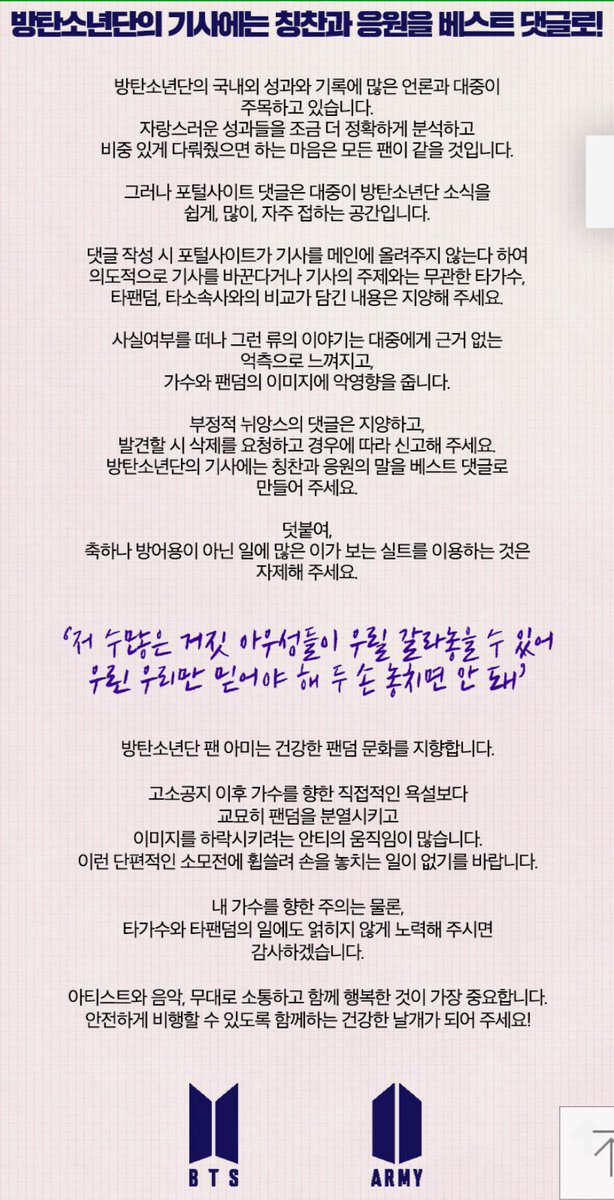 방탄소년단의 기사에는 칭찬과 응원을 베스트 댓글로!
방탄소년단의 국내외 성과와 기록에 많은 언론과 대중이
주목하고 있습니다.
자랑스러운 성과들을 조금 더 정확하게 분석하고
비중 있게 다뤄줬으면 하는 마음은 모든 팬이 같을 것입니다.
그러나 포털사이트 댓글은 대중이 방탄소년단 소식을
쉽게, 많이, 자주 접하는 공간입니다.
댓글 작성 시 포털사이트가 기사를 메인에 올려주지 않는다 하여
의도적으로 기사를 바꾼다거나 기사의 주제와는 무관한 타가수,
타팬덤, 타소속사와의 비교가 담긴 내용은 지양해 주세요.
사실여부를 떠나 그런 류의 이야기는 대중에게 근거 없는
억측으로 느껴지고,
가수와 팬덤의 이미지에 악영향을 줍니다.
부정적 뉘앙스의 댓글은 지양하고,
발견할 시 삭제를 요청하고 경우에 따라 신고해 주세요.
방탄소년단의 기사에는 칭찬과 응원의 말을 베스트 댓글로
만들어 주세요.
덧붙여,
축하나 방어용이 아닌 일에 많은 이가 보는 실트를 이용하는 것은
자제해 주세요.
‘저 수많은 거짓 아우성들이 우릴 갈라놓을 수 있어
우린 우리만 믿어야 해 두 손 놓치면 안 돼’
방탄소년단 팬 아미는 건강한 팬덤 문화를 지향합니다.
고소공지 이후 가수를 향한 직접적인 욕설보다
교묘히 팬덤을 분열시키고
이미지를 하락시키려는 안티의 움직임이 많습니다.
이런 단편적인 소모전에 휩쓸려 손을 놓치는 일이 없기를 바랍니다.
내 가수를 향한 주의는 물론,
타가수와 타팬덤의 일에도 얽히지 않게 노력해 주시면
감사하겠습니다.
아티스트와 음악, 무대로 소통하고 함께 행복한 것이 가장 중요합니다.
안전하게 비행할 수 있도록 함께하는 건강한 날개가 되어 주세요!
BTS ARMY